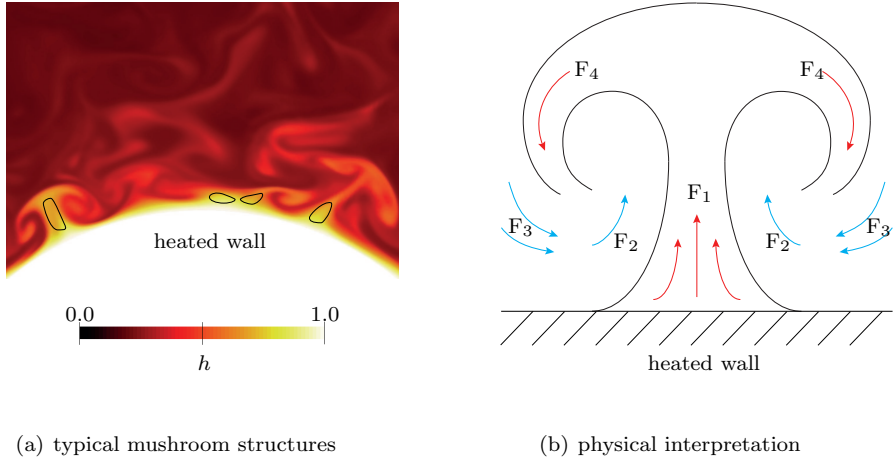 heated wall
0.0 1.0
h
(a) typical mushroom structures
F4 F4
F1
F3 F2 F2 F3
heated wall
(b) physical interpretation